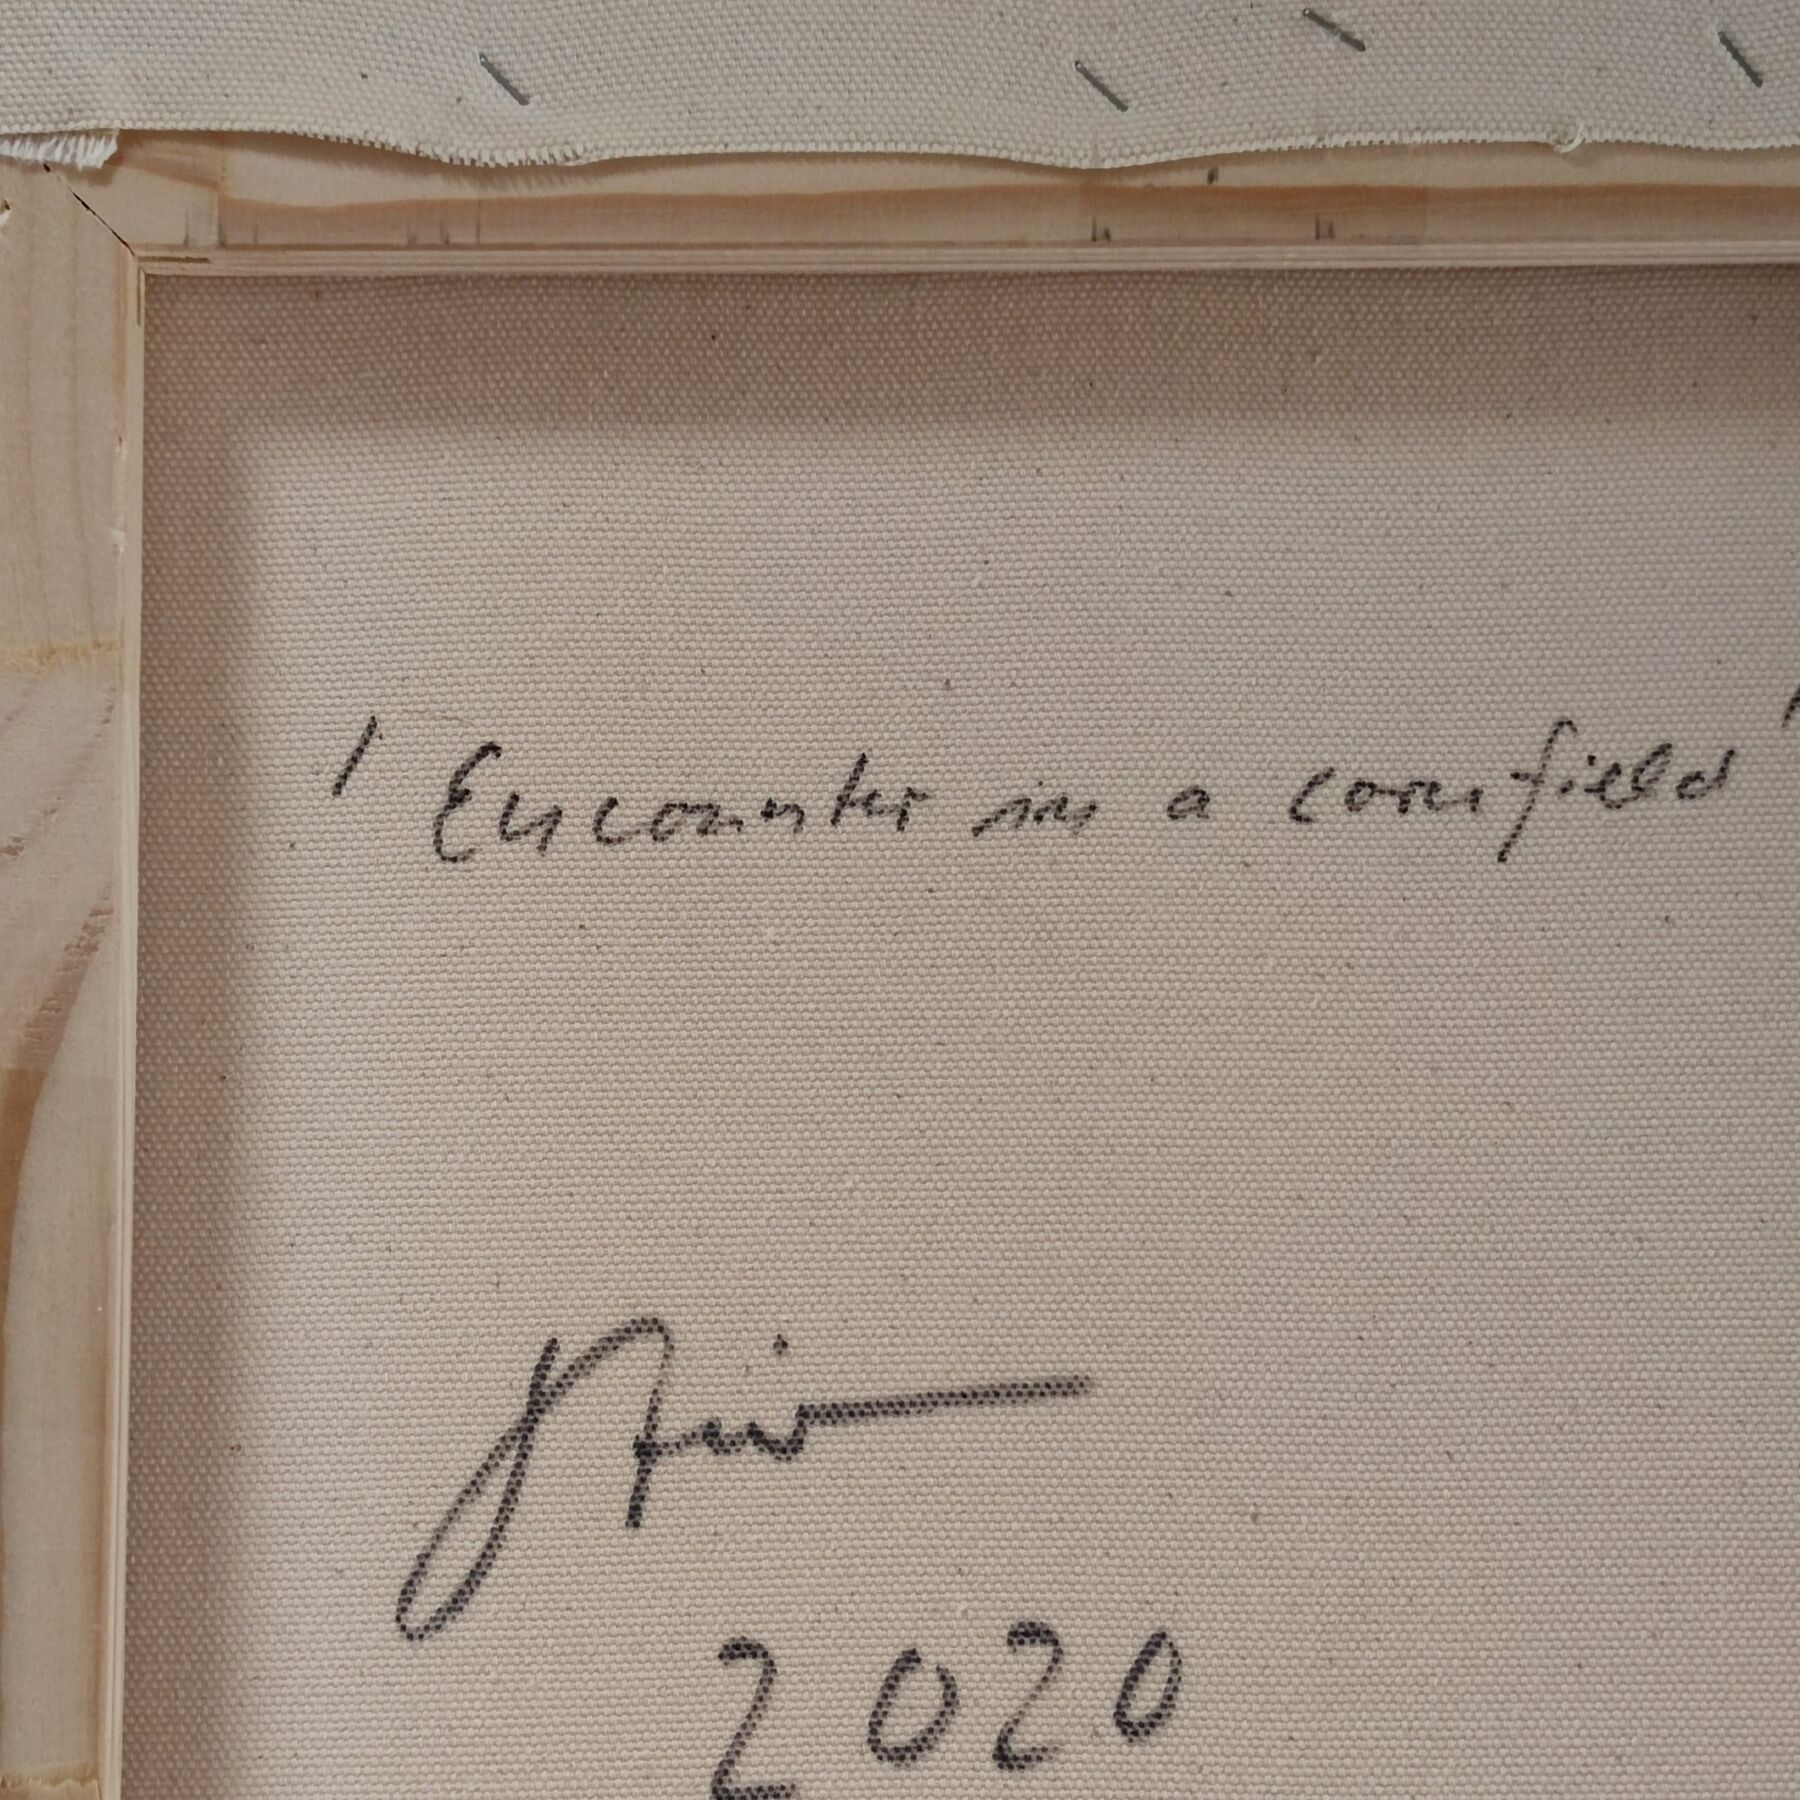 'Encounter in a cornfield'
2020